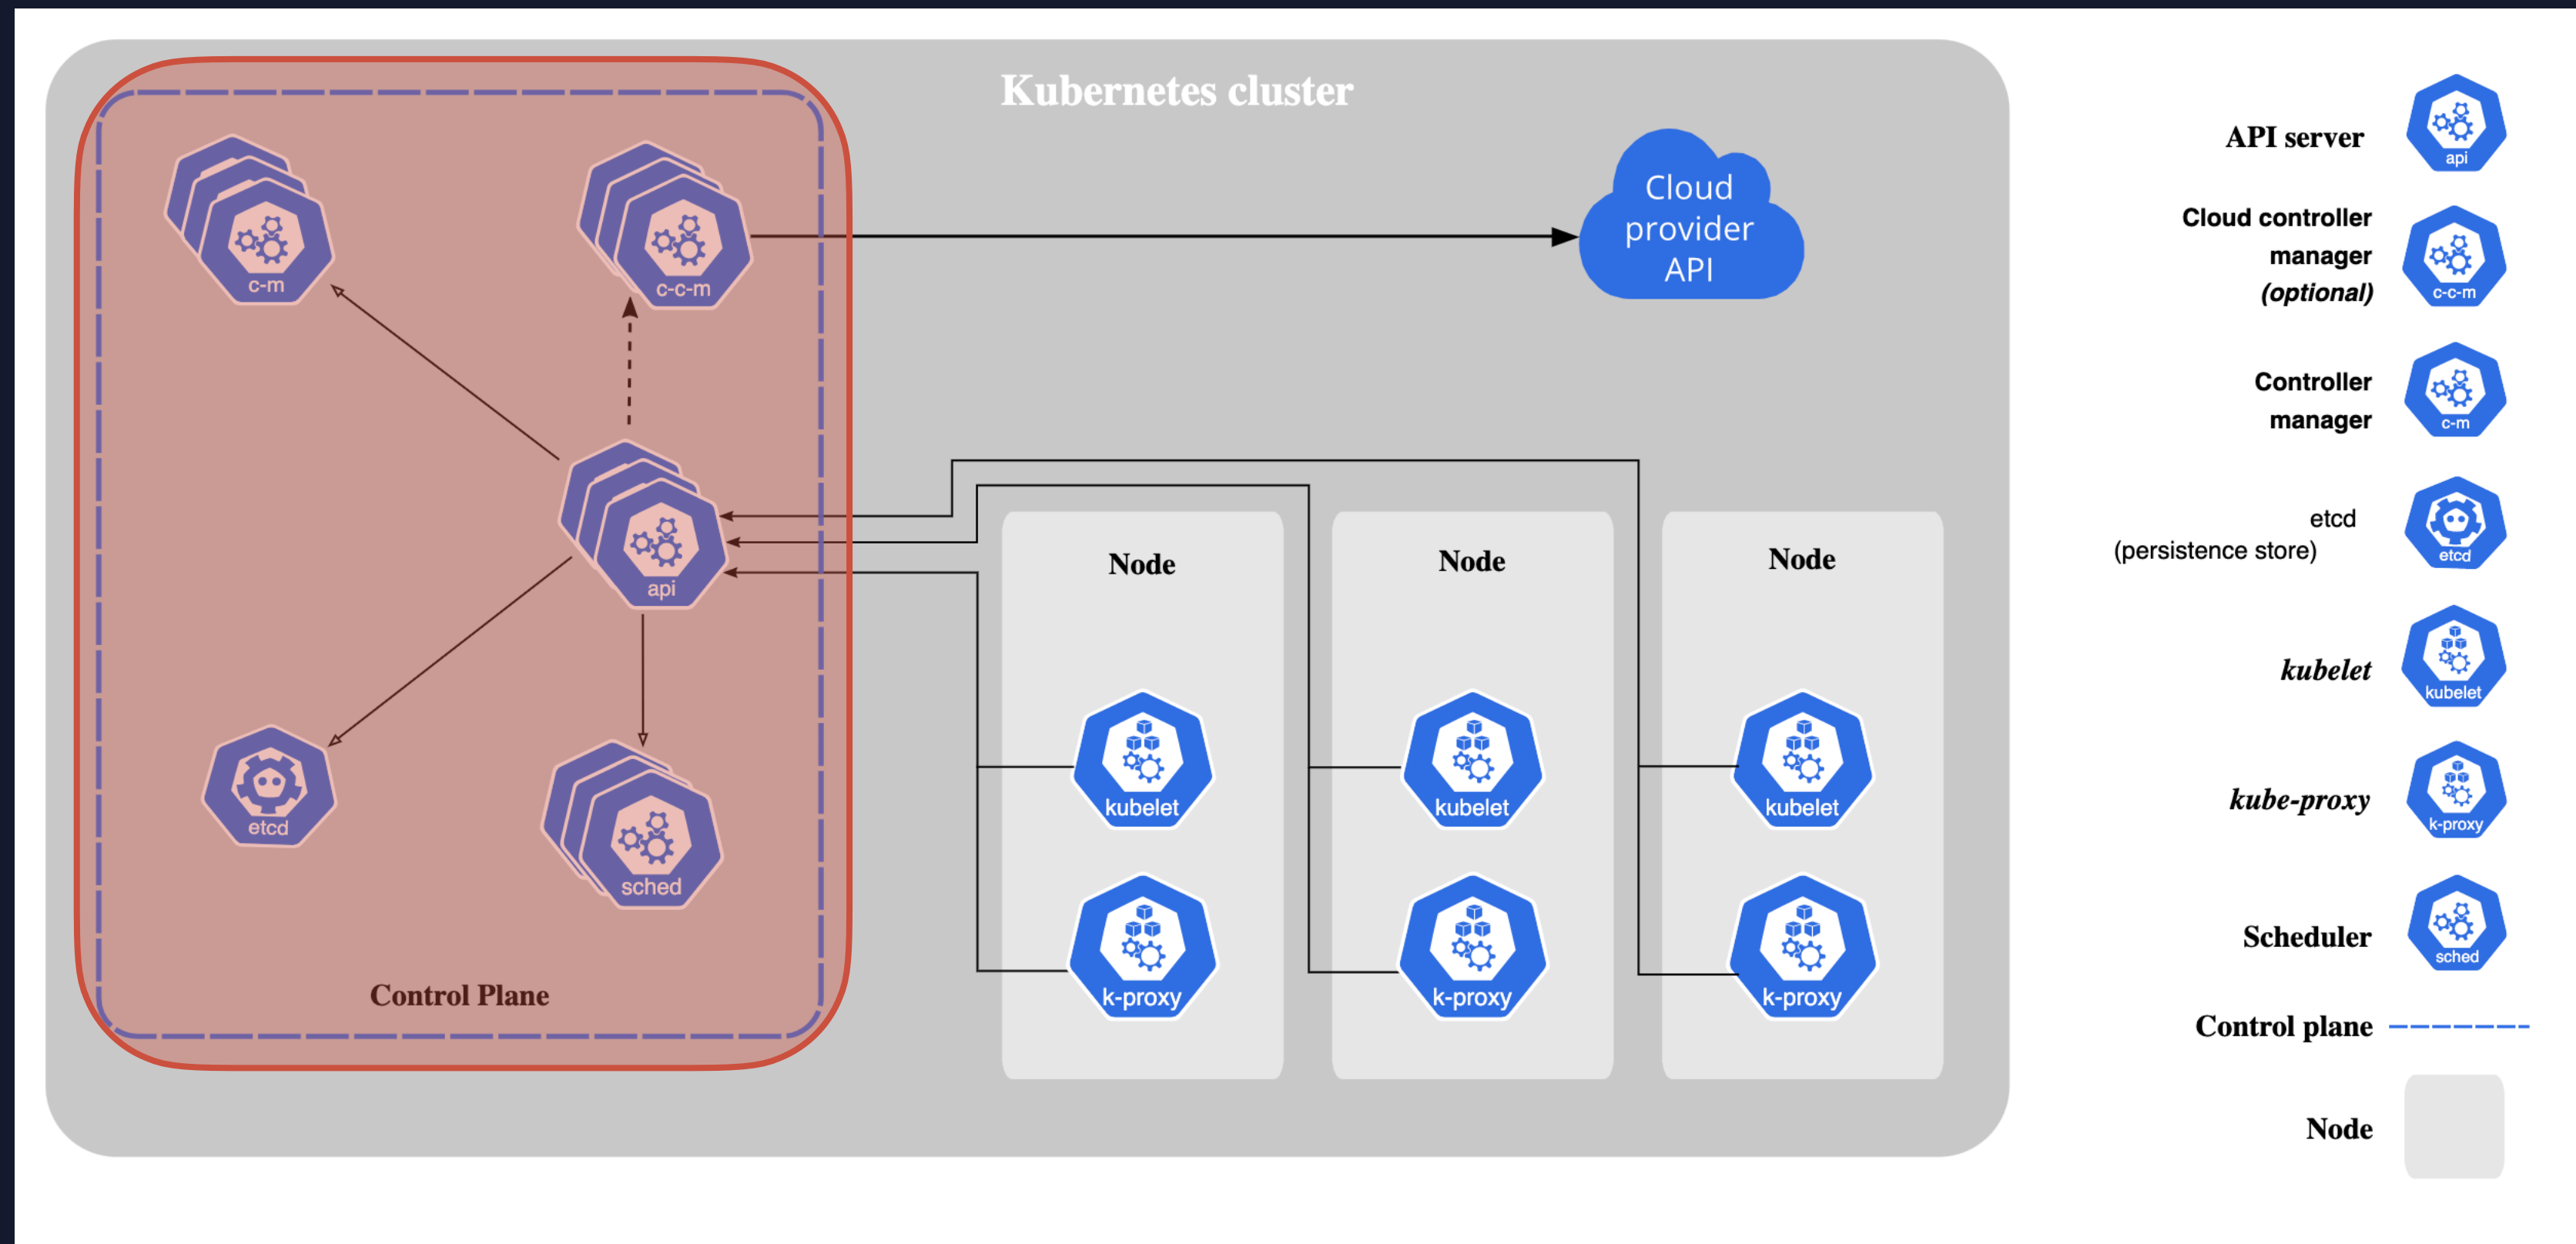 Kubernetes cluster
c-m
c-c-m
Cloud
provider
API
api
etcd
sched
Control Plane
Node
kubelet
k-proxy
Node
kubelet
k-proxy
Node
kubelet
k-proxy
API server
api
Cloud controller
manager
(optional)
c-c-m
Controller
manager
c-m
etcd
(persistence store)
etcd
kubelet
kubelet
kube-proxy
k-proxy
Scheduler
sched
Control plane
Node